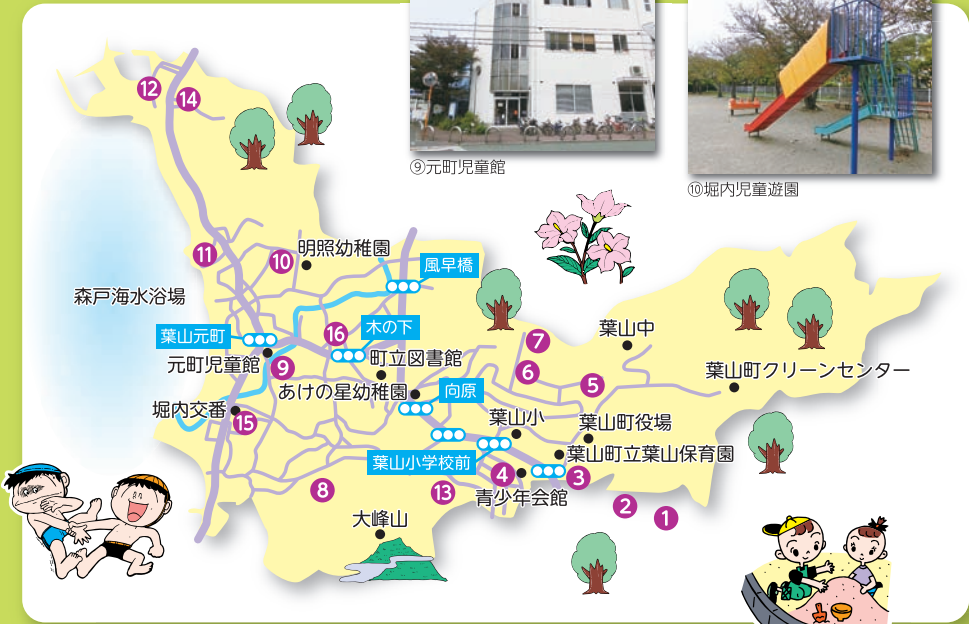 ⑨元町児童館
⑩堀内児童遊園
⑫
⑭
⑪
⑩
明照幼稚園
風早橋
森戸海水浴場
葉山元町
⑯
木の下
元町児童館
⑨
町立図書館
あけの星幼稚園
向原
堀内交番
⑮
⑦
⑥
⑤
葉山中
葉山町クリーンセンター
葉山小
葉山町役場
葉山小学校前
葉山町立葉山保育園
④
③
青少年会館
⑧
⑬
②
①
大峰山